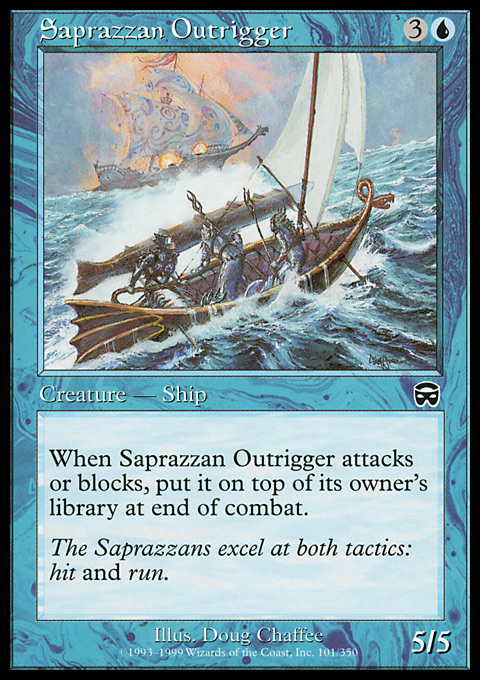 Saprazzan Outrigger 3
Creature — Ship
When Saprazzan Outrigger attacks
or blocks, put it on top of its owner's
library at end of combat.
The Saprazzans excel at both tactics:
hit and run.
Illus. Doug Chaffee
© 1993–1999 Wizards of the Coast, Inc. 101/350
5/5